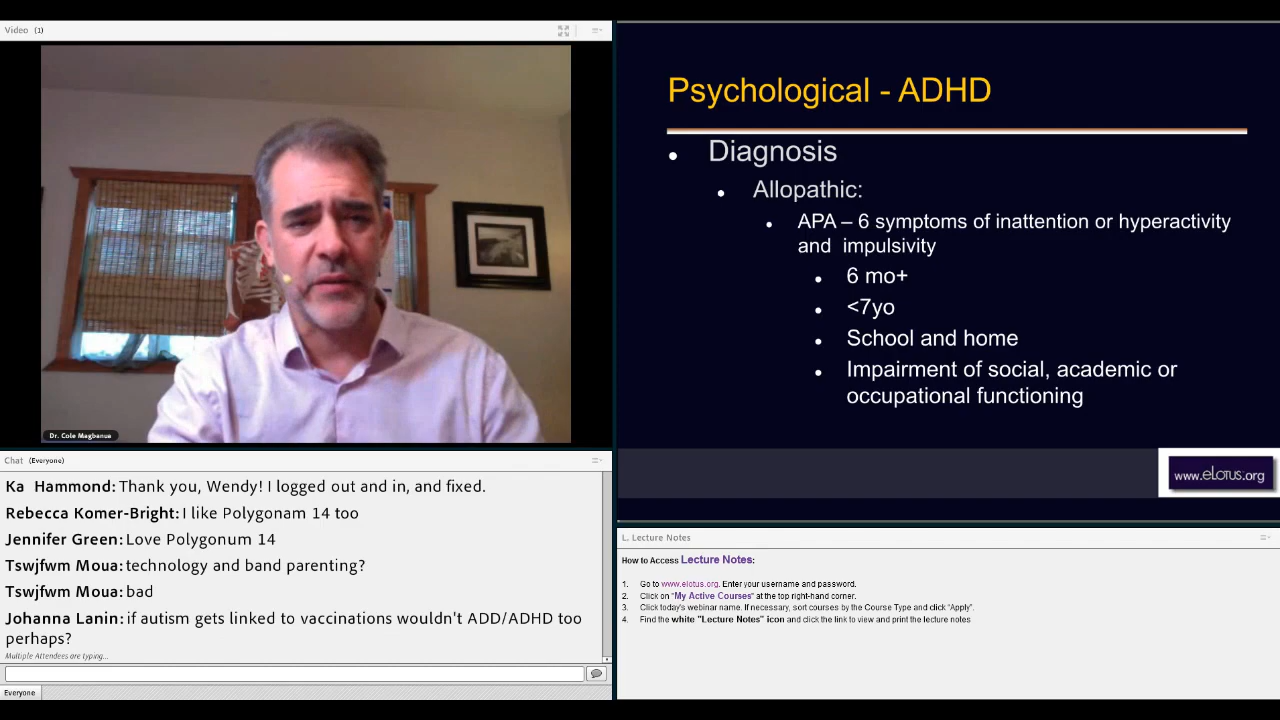 Video (1)
Dr. Cole Magbanua
Chat (Everyone)
Ka Hammond: Thank you, Wendy! I logged out and in, and fixed.
Rebecca Komer-Bright: I like Polygonam 14 too
Jennifer Green: Love Polygonum 14
Tswjfwm Moua: technology and band parenting?
Tswjfwm Moua: bad
Johanna Lanin: if autism gets linked to vaccinations wouldn't ADD/ADHD too
perhaps?
Multiple Attendees are typing...
Everyone
Psychological - ADHD
Diagnosis
Allopathic:
APA – 6 symptoms of inattention or hyperactivity
and impulsivity
6 mo+
<7yo
School and home
Impairment of social, academic or
occupational functioning
www.eLotus.org
L. Lecture Notes
How to Access Lecture Notes:
1. Go to www.elotus.org. Enter your username and password.
2. Click on "My Active Courses" at the top right-hand corner.
3. Click today's webinar name. If necessary, sort courses by the Course Type and click "Apply".
4. Find the white "Lecture Notes" icon and click the link to view and print the lecture notes